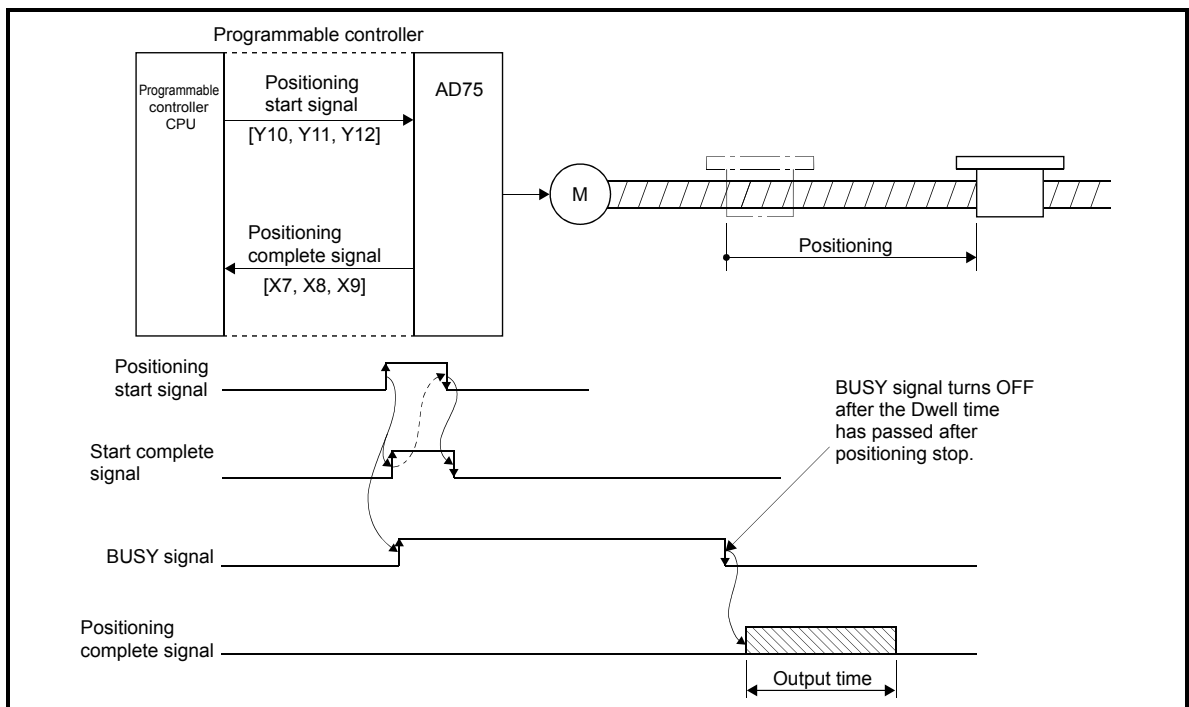 Programmable controller
Programmable
controller
CPU
Positioning
start signal
[Y10, Y11, Y12]
AD75
Positioning
complete signal
[X7, X8, X9]
M
Positioning
Positioning
start signal
BUSY signal turns OFF
after the Dwell time
has passed after
positioning stop.
Start complete
signal
BUSY signal
Positioning
complete signal
Output time